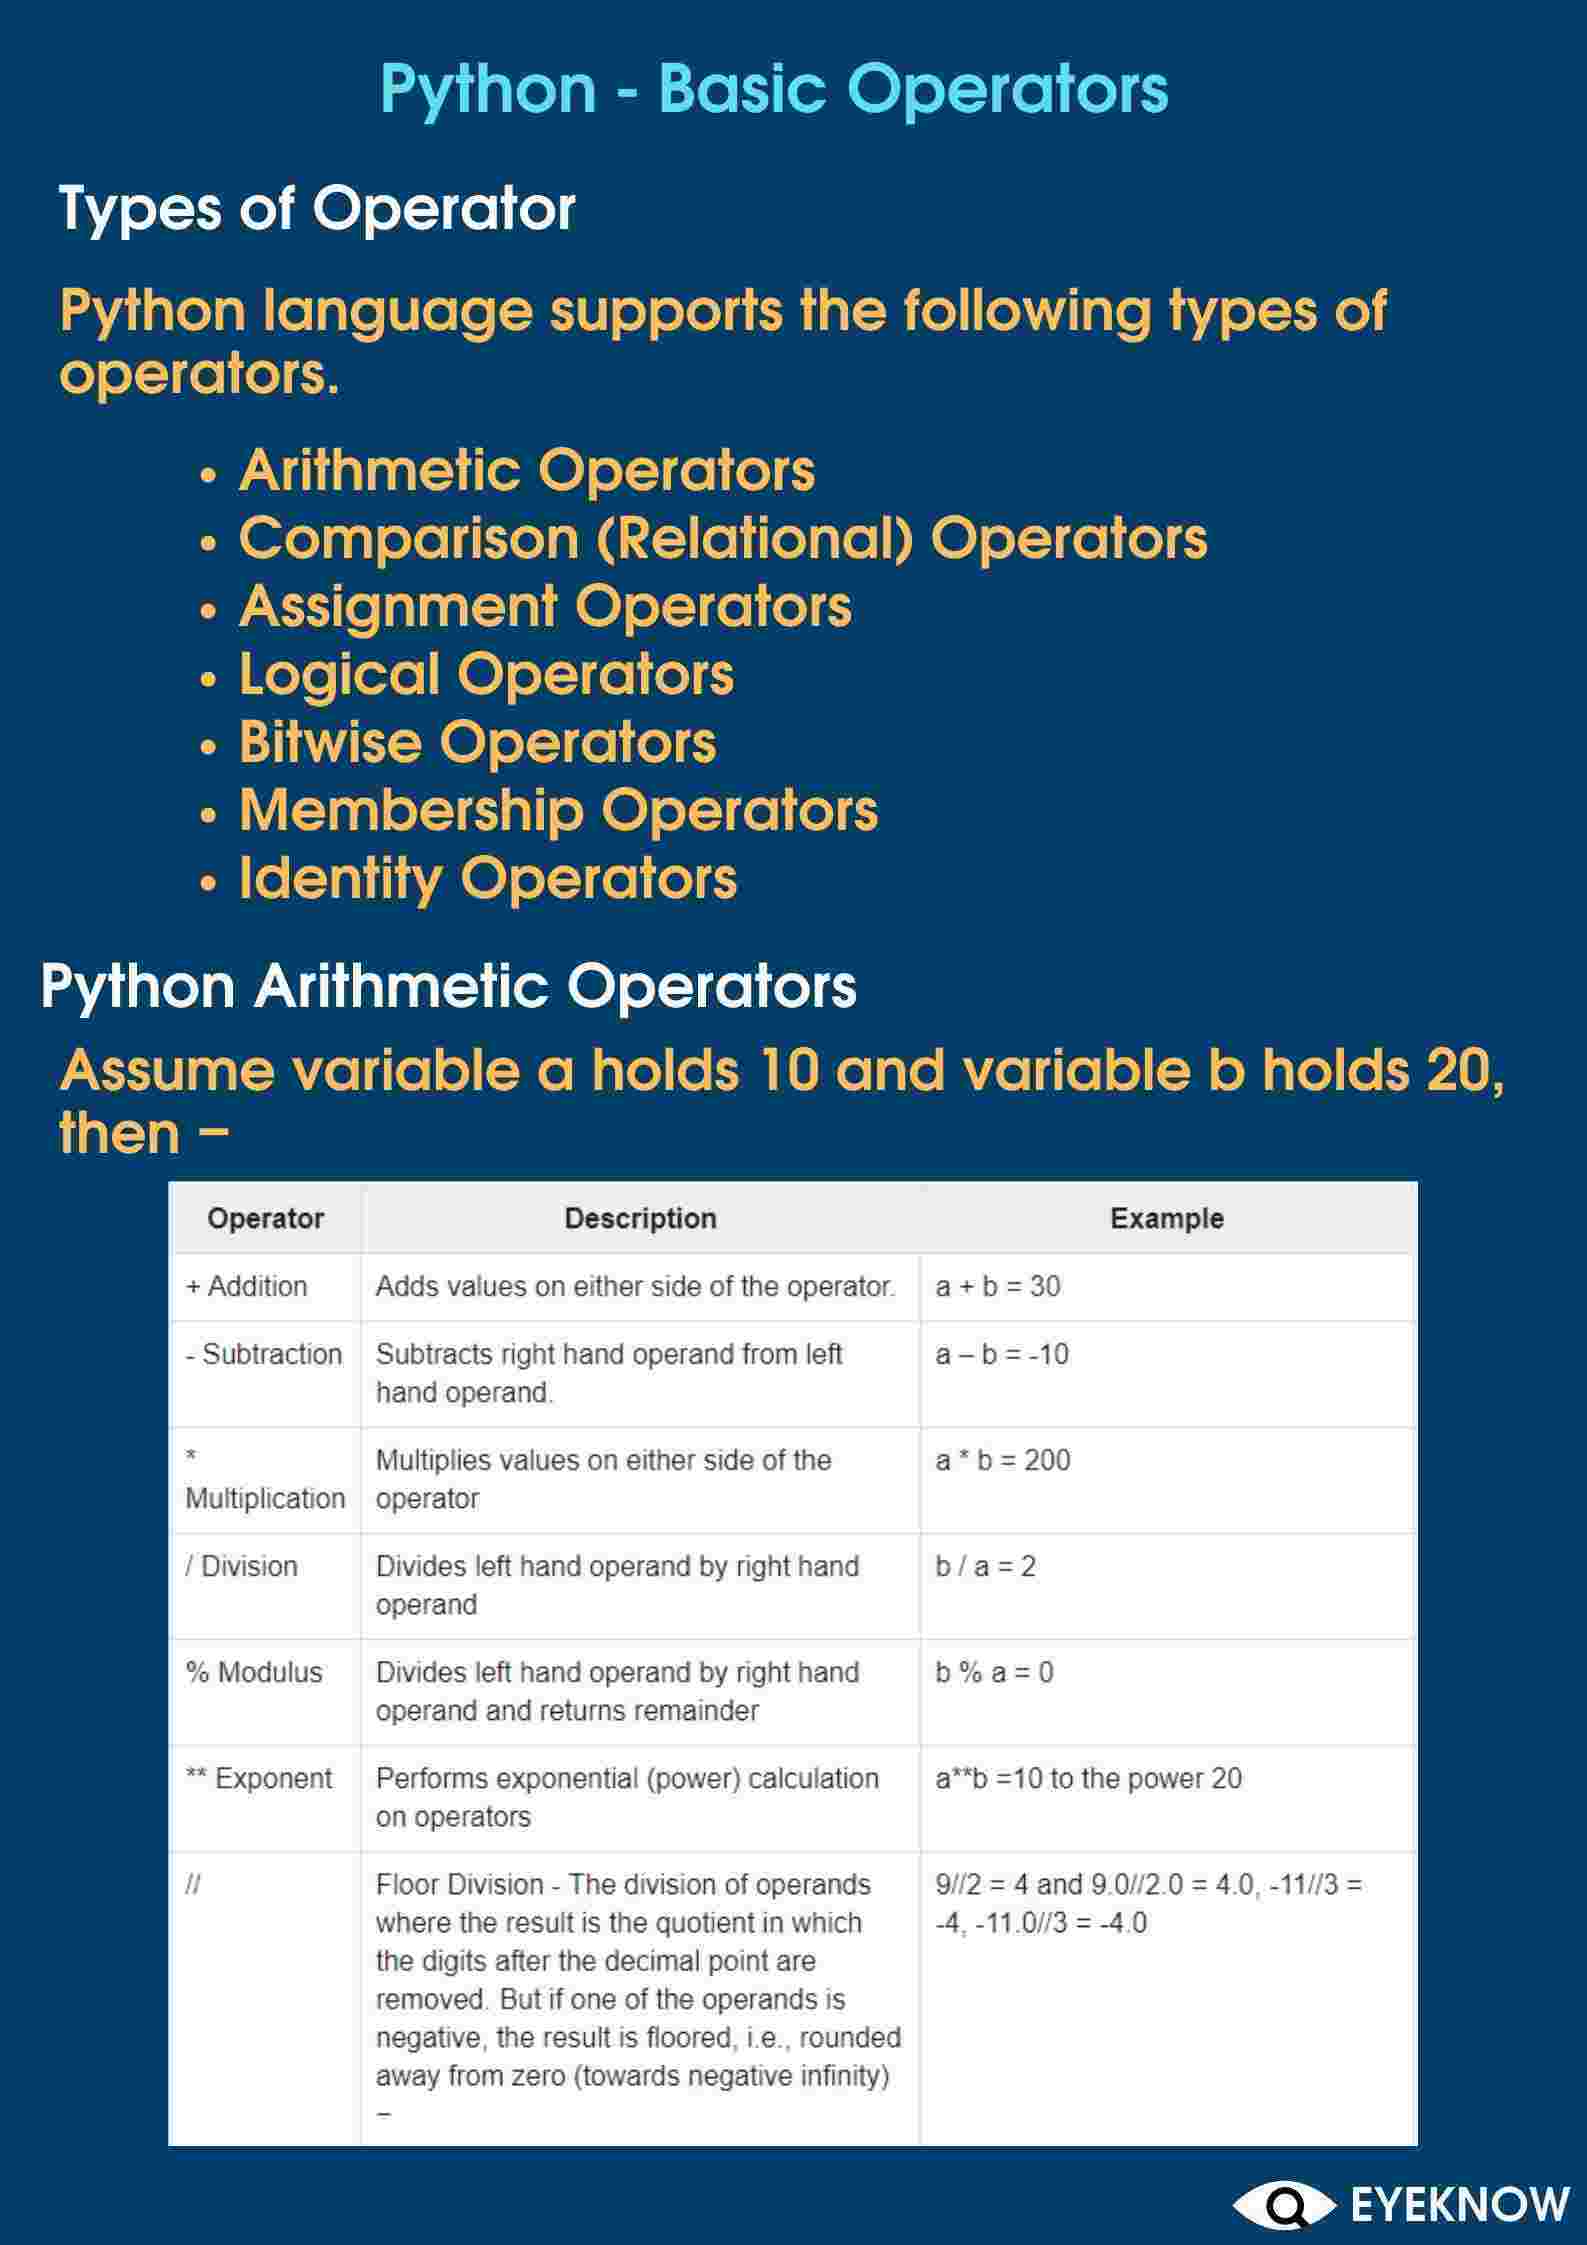 Python - Basic Operators
Types of Operator
Python language supports the following types of
operators.
• Arithmetic Operators
• Comparison (Relational) Operators
• Assignment Operators
• Logical Operators
• Bitwise Operators
• Membership Operators
• Identity Operators
Python Arithmetic Operators
Assume variable a holds 10 and variable b holds 20,
then –
Operator Description Example
+ Addition Adds values on either side of the operator. a + b = 30
- Subtraction Subtracts right hand operand from left a – b = -10
hand operand.
* Multiplies values on either side of the a * b = 200
Multiplication operator
/ Division Divides left hand operand by right hand b / a = 2
operand
% Modulus Divides left hand operand by right hand b % a = 0
operand and returns remainder
** Exponent Performs exponential (power) calculation a**b =10 to the power 20
on operators
// Floor Division - The division of operands 9//2 = 4 and 9.0//2.0 = 4.0, -11//3 =
where the result is the quotient in which -4, -11.0//3 = -4.0
the digits after the decimal point are
removed. But if one of the operands is
negative, the result is floored, i.e., rounded
away from zero (towards negative infinity)
–
EYEKNOW